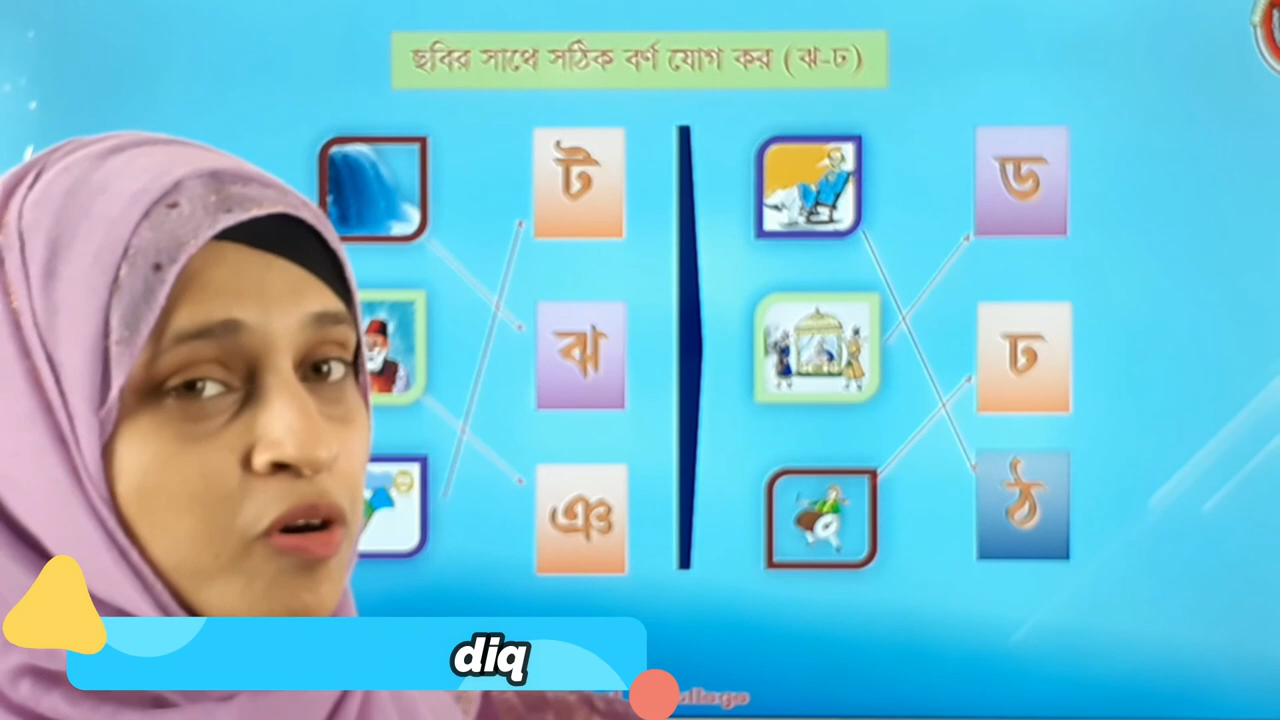 ছবির সাথে সঠিক বর্ণ যোগ কর (ঝ-ঢ)
ট
ড
ঝ
ঢ
ঞ
ঠ
diq